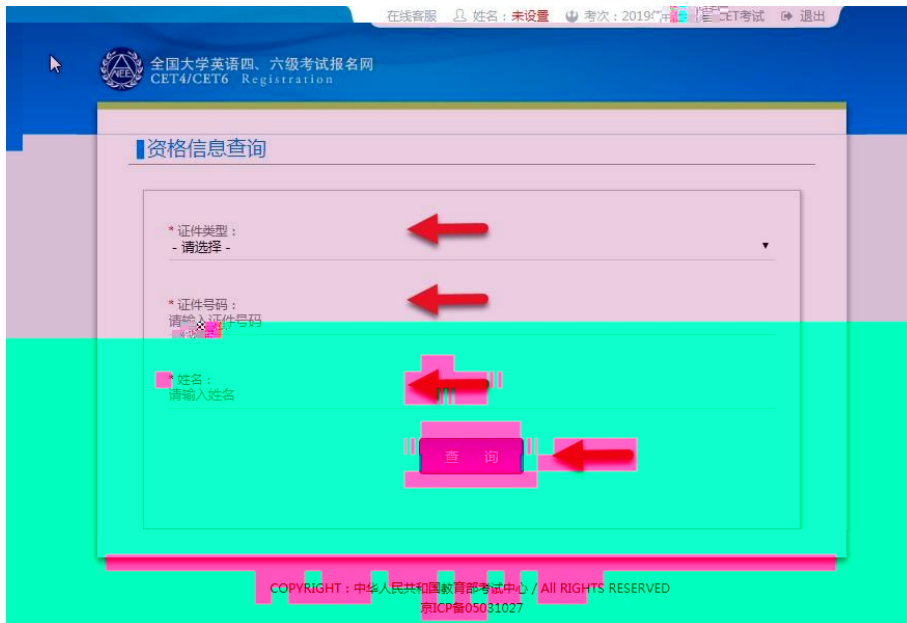 在线客服 姓名：未设置 考次：2019 CET考试 退出
全国大学英语四、六级考试报名网
CET4/CET6 Registration
资格信息查询
* 证件类型：
- 请选择 -
* 证件号码：
请输入证件号码
* 姓名：
请输入姓名
查 询
COPYRIGHT：中华人民共和国教育部考试中心 / All RIGHTS RESERVED
京ICP备05031027